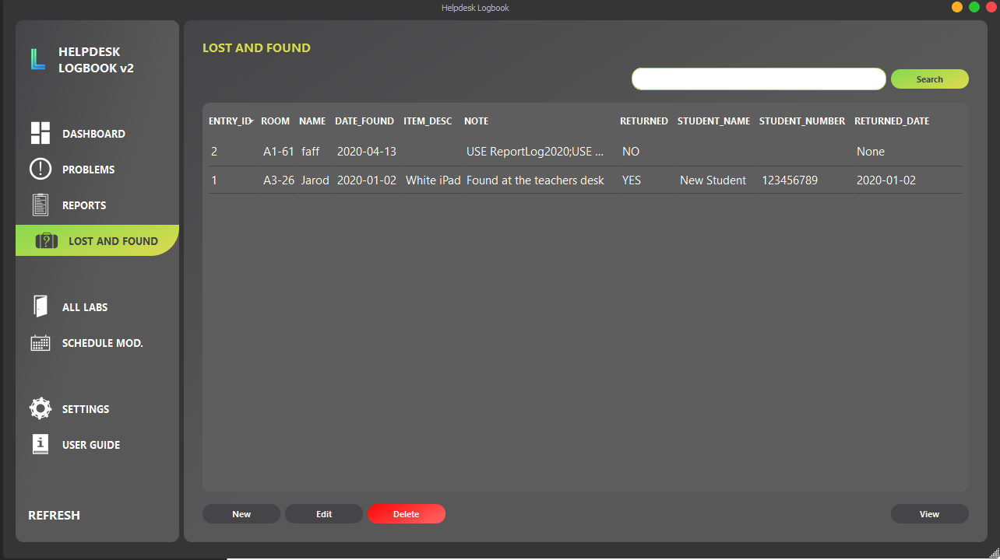 Helpdesk Logbook
HELPDESK
LOGBOOK v2
DASHBOARD
PROBLEMS
REPORTS
LOST AND FOUND
ALL LABS
SCHEDULE MOD.
SETTINGS
USER GUIDE
REFRESH
LOST AND FOUND
Search
ENTRY_ID ROOM NAME DATE_FOUND ITEM_DESC NOTE RETURNED STUDENT_NAME STUDENT_NUMBER RETURNED_DATE
2 A1-61 faff 2020-04-13 USE ReportLog2020;USE ... NO None
1 A3-26 Jarod 2020-01-02 White iPad Found at the teachers desk YES New Student 123456789 2020-01-02
New Edit Delete View